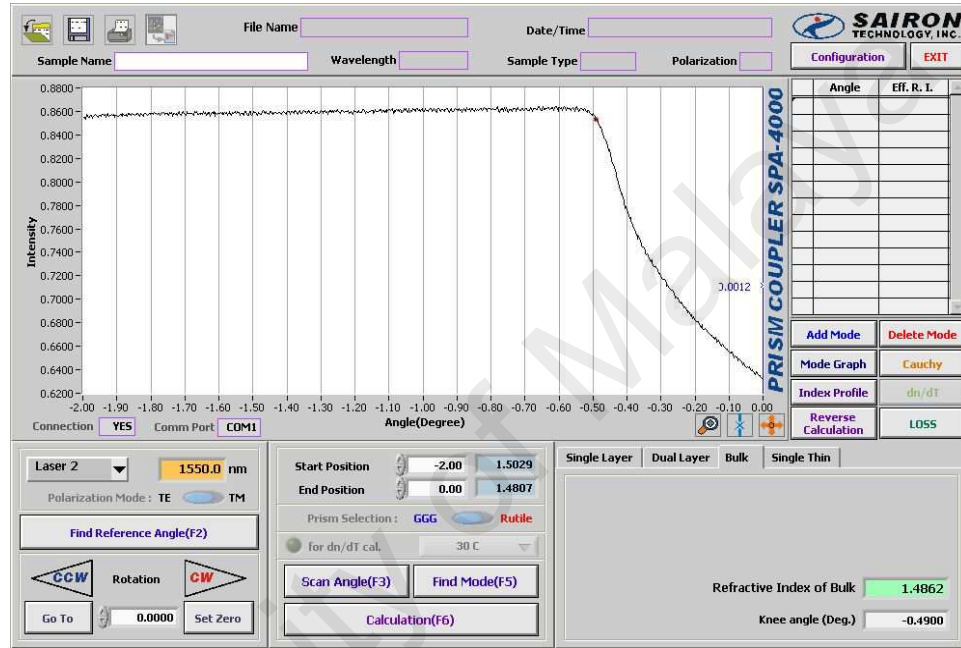 File Name
Date/Time
SAIRON
TECHNOLOGY, INC.
Sample Name
Wavelength
Sample Type
Polarization
Configuration
EXIT
Angle
Eff. R. I.
0.8800
0.8600
0.8400
0.8200
0.8000
0.7800
0.7600
0.7400
0.7200
0.7000
0.6800
0.6600
0.6400
0.6200
Intensity
-2.00 -1.90 -1.80 -1.70 -1.60 -1.50 -1.40 -1.30 -1.20 -1.10 -1.00 -0.90 -0.80 -0.70 -0.60 -0.50 -0.40 -0.30 -0.20 -0.10 0.00
Angle(Degree)
0.0012
PRISM COUPLER SPA-4000
Connection YES Comm Port COM1
Add Mode
Delete Mode
Mode Graph
Cauchy
Index Profile
dn/dT
Reverse
Calculation
LOSS
Laser 2
1550.0 nm
Polarization Mode : TE TM
Find Reference Angle(F2)
CCW Rotation CW
Go To 0.0000 Set Zero
Start Position -2.00 1.5029
End Position 0.00 1.4807
Prism Selection : GGG Rutile
for dn/dT cal. 30 C
Scan Angle(F3) Find Mode(F5)
Calculation(F6)
Single Layer Dual Layer Bulk Single Thin
Refractive Index of Bulk 1.4862
Knee angle (Deg.) -0.4900
ity of Malaya